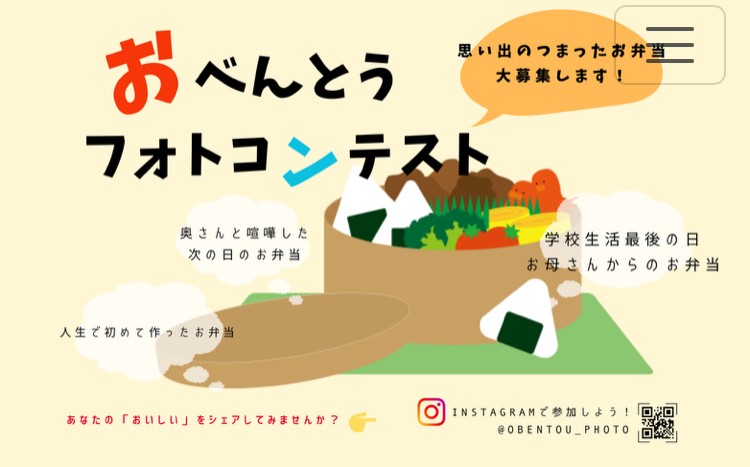 おべんとう
フォトコンテスト
思い出のつまったお弁当
大募集します！
奥さんと喧嘩した
次の日のお弁当
学校生活最後の日
お母さんからのお弁当
人生で初めて作ったお弁当
あなたの「おいしい」をシェアしてみませんか？
INSTAGRAMで参加しよう！
@OBENTOU_PHOTO